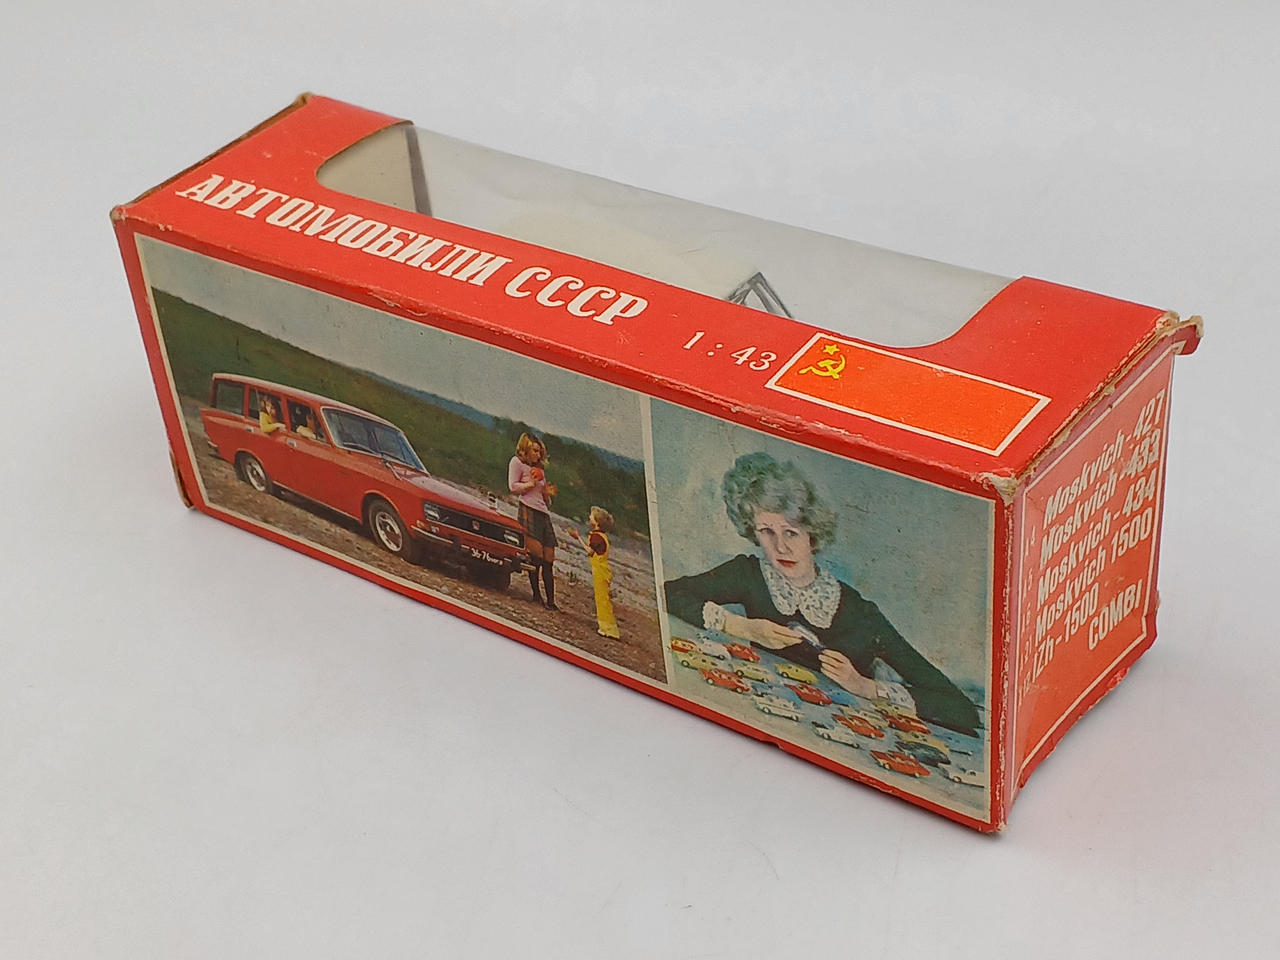 АВТОМОБИЛИ СССР
1:43
Moskvich-427
Moskvich-433
Moskvich-434
Moskvich 1500
IZh-1500
COMBI